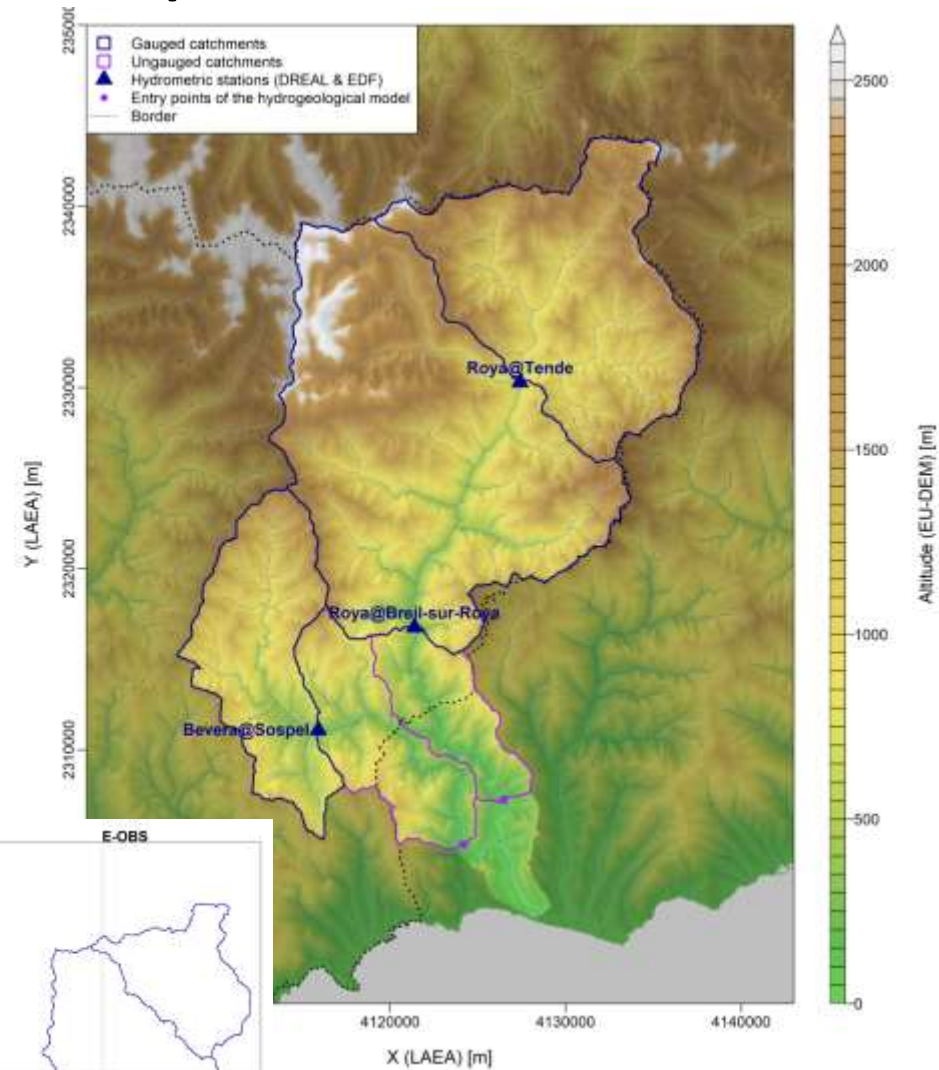 Gauged catchments
Ungauged catchments
Hydrometric stations (DREAL & EDF)
Entry points of the hydrogeological model
Border
2350000
2340000
2330000
2320000
2310000
Y (LAEA) [m]
Roya@Tende
Roya@Breil-sur-Roya
Bevera@Sospel
2500
2000
1500
1000
500
0
Altitude (EU-DEM) [m]
E-OBS
4120000
4130000
4140000
X (LAEA) [m]